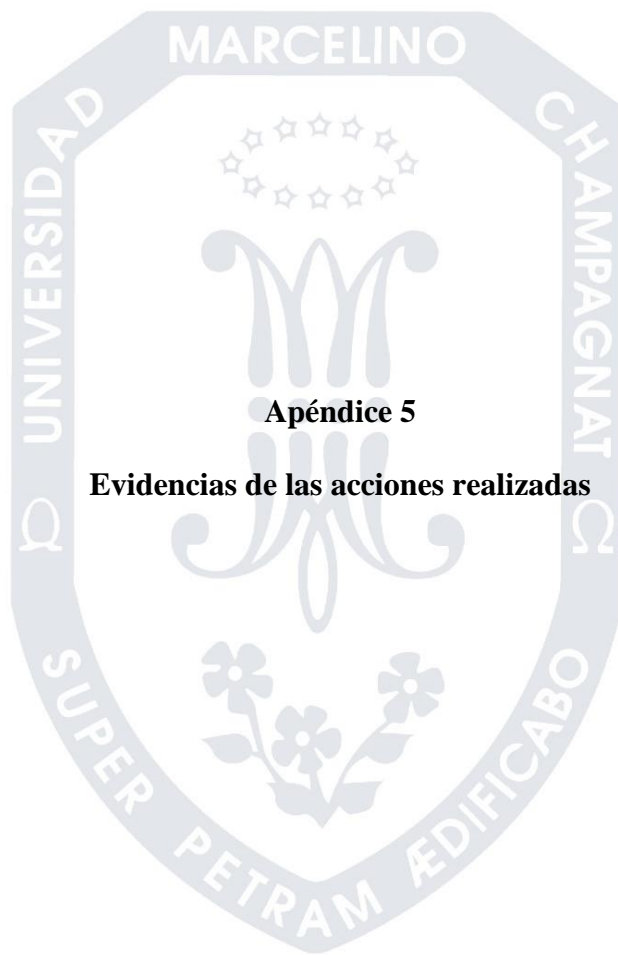 MARCELINO
UNIVERSIDAD
CHAMPAGNAT
Apéndice 5
Evidencias de las acciones realizadas
SUPER PETRAM ÆDIFICABO